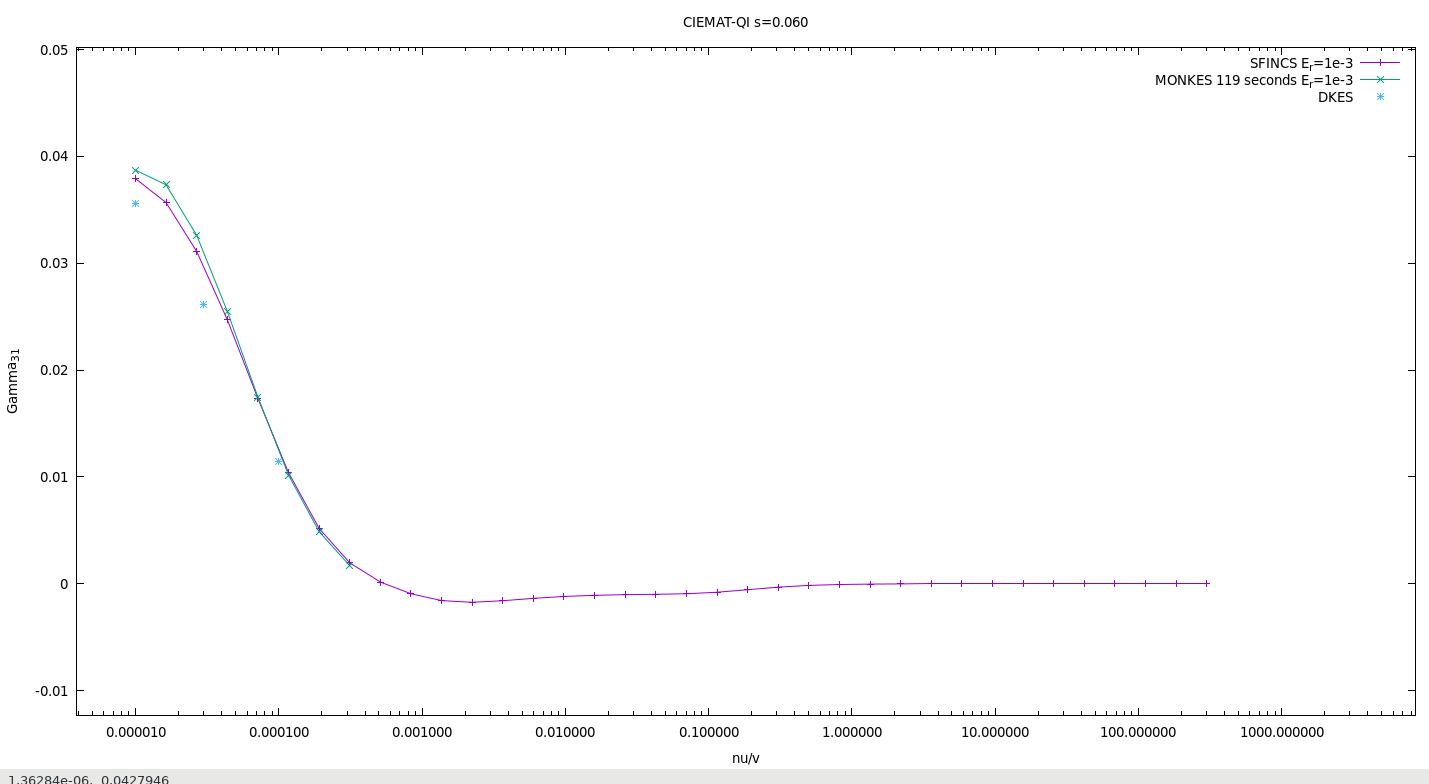 CIEMAT-QI s=0.060
0.05
0.04
0.03
0.02
0.01
0
-0.01
Gamma31
SFINCS Er=1e-3
MONKES 119 seconds Er=1e-3
DKES
0.000010 0.000100 0.001000 0.010000 0.100000 1.000000 10.000000 100.000000 1000.000000
nu/v
1.36284e-06, 0.0427946